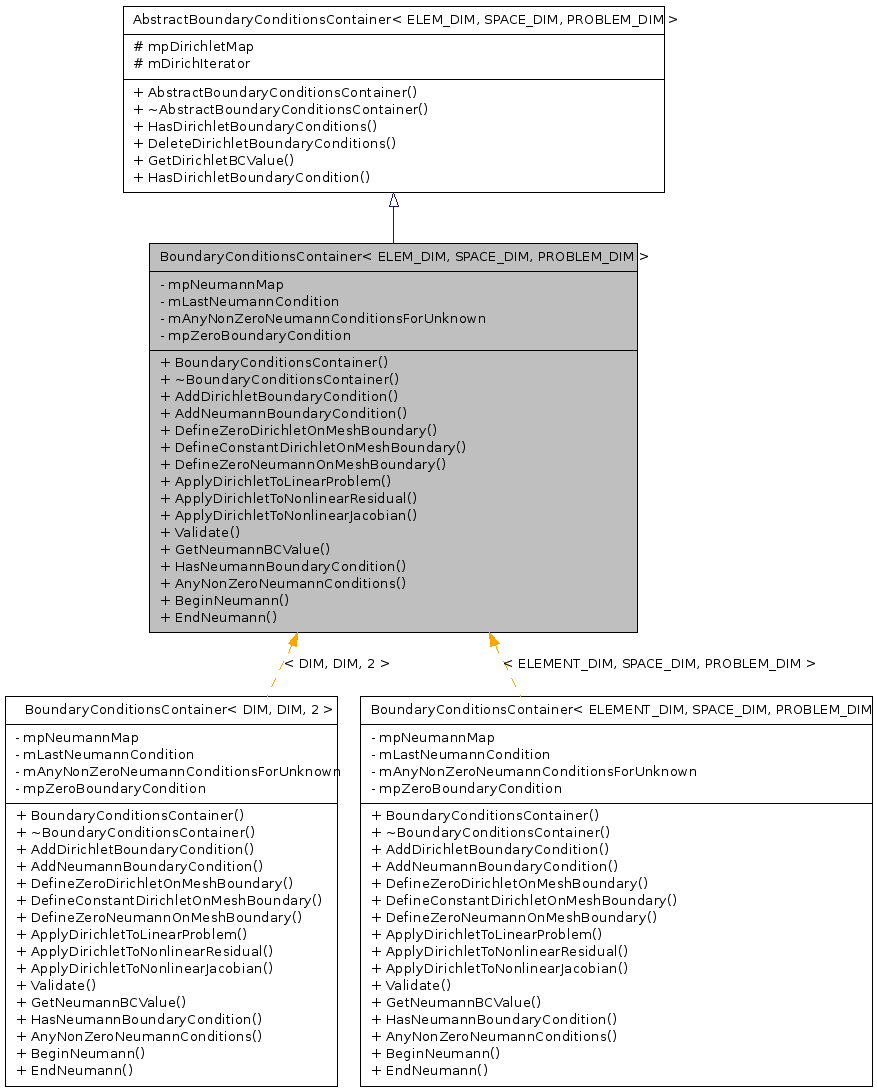 AbstractBoundaryConditionsContainer< ELEM_DIM, SPACE_DIM, PROBLEM_DIM >
# mpDirichletMap
# mDirichIterator
+ AbstractBoundaryConditionsContainer()
+ ~AbstractBoundaryConditionsContainer()
+ HasDirichletBoundaryConditions()
+ DeleteDirichletBoundaryConditions()
+ GetDirichletBCValue()
+ HasDirichletBoundaryCondition()
BoundaryConditionsContainer< ELEM_DIM, SPACE_DIM, PROBLEM_DIM >
- mpNeumannMap
- mLastNeumannCondition
- mAnyNonZeroNeumannConditionsForUnknown
- mpZeroBoundaryCondition
+ BoundaryConditionsContainer()
+ ~BoundaryConditionsContainer()
+ AddDirichletBoundaryCondition()
+ AddNeumannBoundaryCondition()
+ DefineZeroDirichletOnMeshBoundary()
+ DefineConstantDirichletOnMeshBoundary()
+ DefineZeroNeumannOnMeshBoundary()
+ ApplyDirichletToLinearProblem()
+ ApplyDirichletToNonlinearResidual()
+ ApplyDirichletToNonlinearJacobian()
+ Validate()
+ GetNeumannBCValue()
+ HasNeumannBoundaryCondition()
+ AnyNonZeroNeumannConditions()
+ BeginNeumann()
+ EndNeumann()
< DIM, DIM, 2 >
< ELEMENT_DIM, SPACE_DIM, PROBLEM_DIM >
BoundaryConditionsContainer< DIM, DIM, 2 >
- mpNeumannMap
- mLastNeumannCondition
- mAnyNonZeroNeumannConditionsForUnknown
- mpZeroBoundaryCondition
+ BoundaryConditionsContainer()
+ ~BoundaryConditionsContainer()
+ AddDirichletBoundaryCondition()
+ AddNeumannBoundaryCondition()
+ DefineZeroDirichletOnMeshBoundary()
+ DefineConstantDirichletOnMeshBoundary()
+ DefineZeroNeumannOnMeshBoundary()
+ ApplyDirichletToLinearProblem()
+ ApplyDirichletToNonlinearResidual()
+ ApplyDirichletToNonlinearJacobian()
+ Validate()
+ GetNeumannBCValue()
+ HasNeumannBoundaryCondition()
+ AnyNonZeroNeumannConditions()
+ BeginNeumann()
+ EndNeumann()
BoundaryConditionsContainer< ELEMENT_DIM, SPACE_DIM, PROBLEM_DIM
- mpNeumannMap
- mLastNeumannCondition
- mAnyNonZeroNeumannConditionsForUnknown
- mpZeroBoundaryCondition
+ BoundaryConditionsContainer()
+ ~BoundaryConditionsContainer()
+ AddDirichletBoundaryCondition()
+ AddNeumannBoundaryCondition()
+ DefineZeroDirichletOnMeshBoundary()
+ DefineConstantDirichletOnMeshBoundary()
+ DefineZeroNeumannOnMeshBoundary()
+ ApplyDirichletToLinearProblem()
+ ApplyDirichletToNonlinearResidual()
+ ApplyDirichletToNonlinearJacobian()
+ Validate()
+ GetNeumannBCValue()
+ HasNeumannBoundaryCondition()
+ AnyNonZeroNeumannConditions()
+ BeginNeumann()
+ EndNeumann()